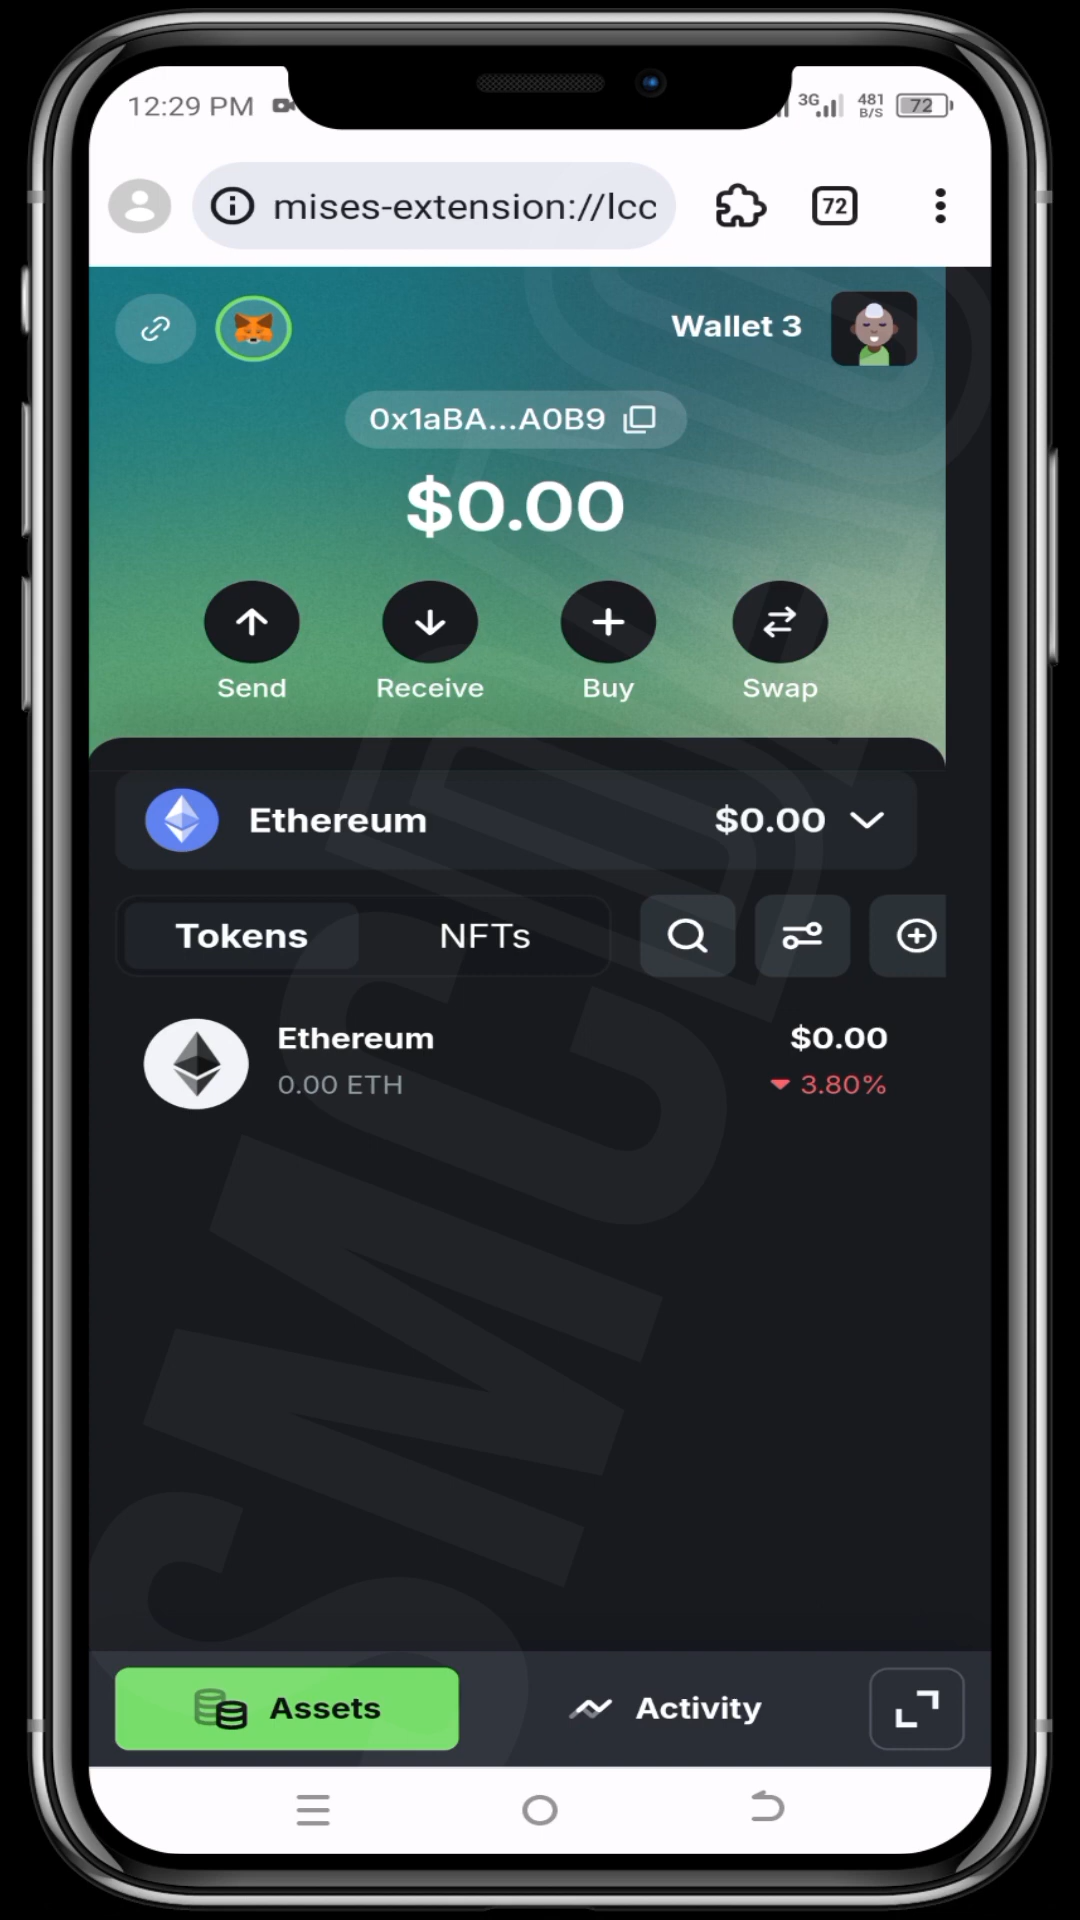 12:29 PM
3G
481 B/S
72
mises-extension://lcc
72
Wallet 3
0x1aBA...A0B9
$0.00
Send
Receive
Buy
Swap
Ethereum
$0.00
Tokens
NFTs
Ethereum
$0.00
0.00 ETH
3.80%
Assets
Activity